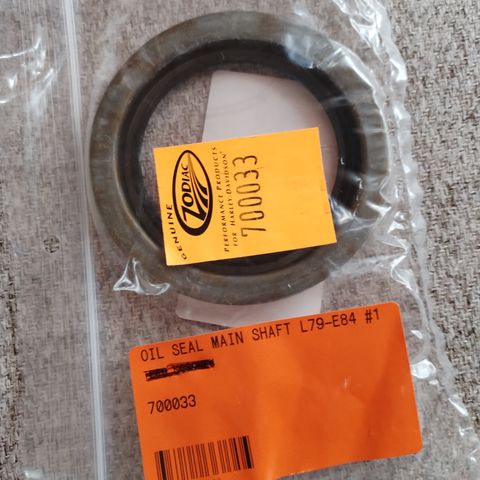 GENUINE
ZODIAC
PERFORMANCE PRODUCTS
FOR HARLEY-DAVIDSON®
700033
OIL SEAL MAIN SHAFT L79-E84 #1
700033